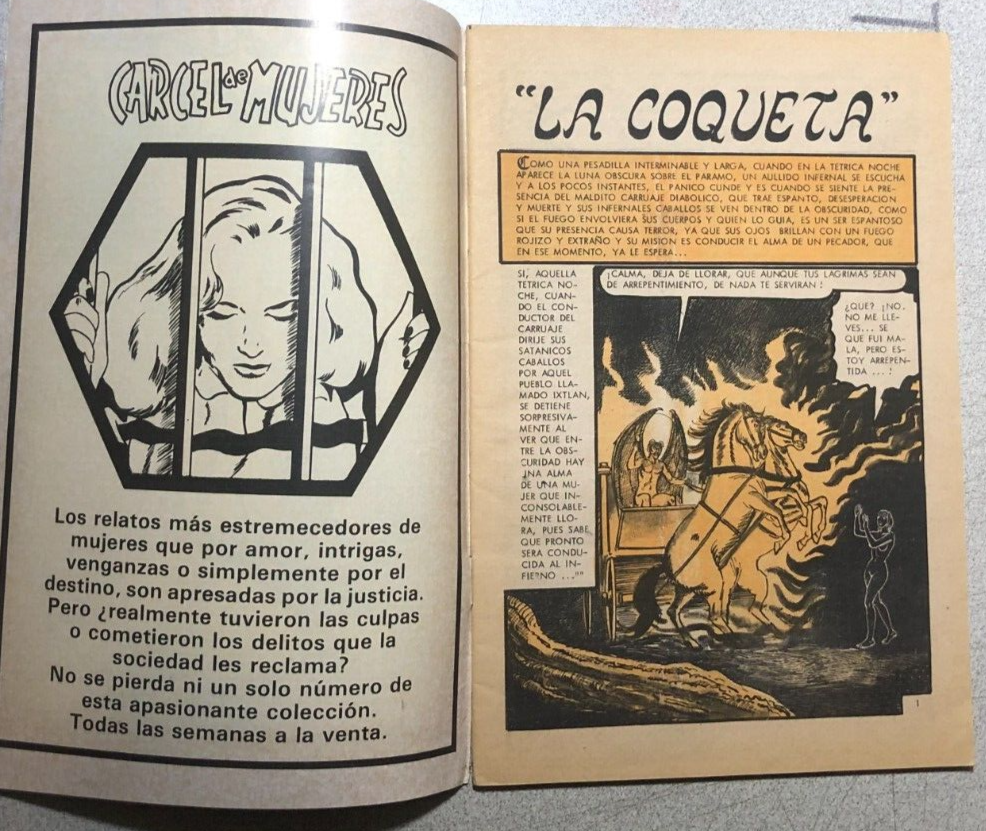 CARCEL de MUJERES
Los relatos más estremecedores de
mujeres que por amor, intrigas,
venganzas o simplemente por el
destino, son apresadas por la justicia.
Pero ¿realmente tuvieron las culpas
o cometieron los delitos que la
sociedad les reclama?
No se pierda ni un solo número de
esta apasionante colección.
Todas las semanas a la venta.
"LA COQUETA"
COMO UNA PESADILLA INTERMINABLE Y LARGA, CUANDO EN LA TETRICA NOCHE
APARECE LA LUNA OBSCURA SOBRE EL PARAMO, UN AULLIDO INFERNAL SE ESCUCHA
Y A LOS POCOS INSTANTES, EL PANICO CUNDE Y ES CUANDO SE SIENTE LA PRE-
SENCIA DEL MALDITO CARRUAJE DIABOLICO, QUE TRAE ESPANTO, DESESPERACION
Y MUERTE Y SUS INFERNALES CABALLOS SE VEN DENTRO DE LA OBSCURIDAD, COMO
SI EL FUEGO ENVOLVIERA SUS CUERPOS Y QUIEN LO GUIA, ES UN SER ESPANTOSO
QUE SU PRESENCIA CAUSA TERROR, YA QUE SUS OJOS BRILLAN CON UN FUEGO
ROJIZO Y EXTRAÑO Y SU MISION ES CONDUCIR EL ALMA DE UN PECADOR, QUE
EN ESE MOMENTO, YA LE ESPERA...
SI, AQUELLA
TETRICA NO-
CHE, CUAN-
DO EL CON-
DUCTOR DEL
CARRUAJE
DIRIJE SUS
SATANICOS
CABALLOS
POR AQUEL
PUEBLO LLA-
MADO IXTLAN,
SE DETIENE
SORPRESIVA-
MENTE AL
VER QUE EN-
TRE LA OBS-
CURIDAD HAY
UNA ALMA
DE UNA MU-
JER QUE IN-
CONSOLABLE-
MENTE LLO-
RA, PUES SABE
QUE PRONTO
SERA CONDU-
CIDA AL IN-
FIERNO ...""
¡CALMA, DEJA DE LLORAR, QUE AUNQUE TUS LAGRIMAS SEAN
DE ARREPENTIMIENTO, DE NADA TE SERVIRAN!
¿QUE? ¡NO.
NO ME LLE-
VES... SE
QUE FUI MA-
LA, PERO ES-
TOY ARREPEN-
TIDA ...!
1